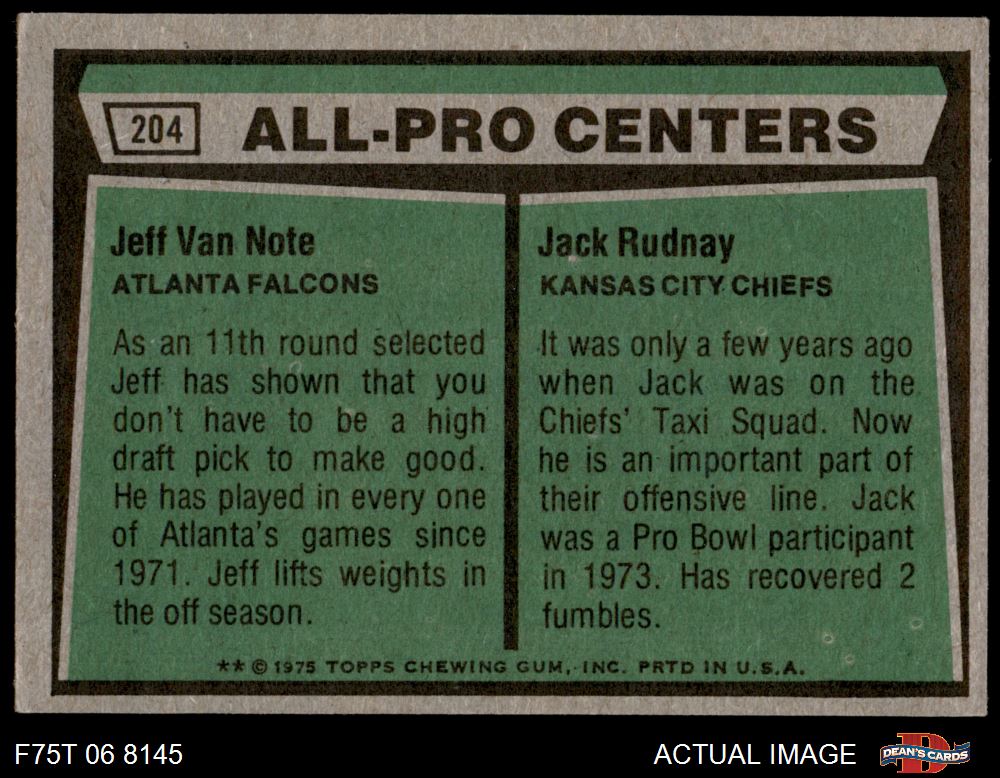 204 ALL-PRO CENTERS
Jeff Van Note
ATLANTA FALCONS
As an 11th round selected
Jeff has shown that you
don't have to be a high
draft pick to make good.
He has played in every one
of Atlanta's games since
1971. Jeff lifts weights in
the off season.
Jack Rudnay
KANSAS CITY CHIEFS
It was only a few years ago
when Jack was on the
Chiefs' Taxi Squad. Now
he is an important part of
their offensive line. Jack
was a Pro Bowl participant
in 1973. Has recovered 2
fumbles.
** © 1975 TOPPS CHEWING GUM, INC. PRTD IN U.S.A.
F75T 06 8145
ACTUAL IMAGE
D
DEAN'S CARDS